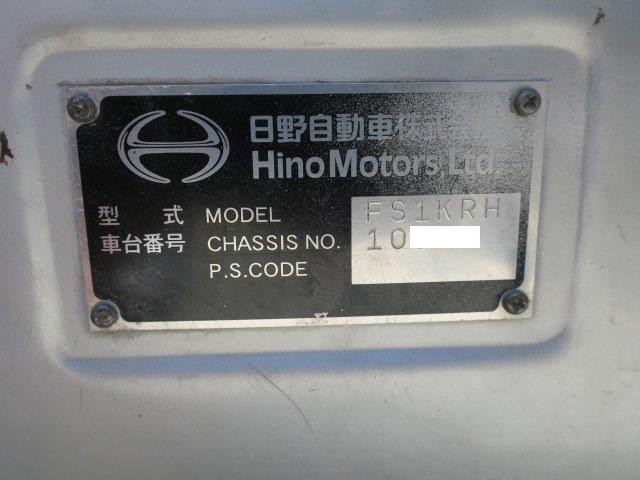 日野自動車株式会社
Hino Motors, Ltd.
型 式 MODEL FS1KRH
車台番号 CHASSIS NO. 10
P.S.CODE